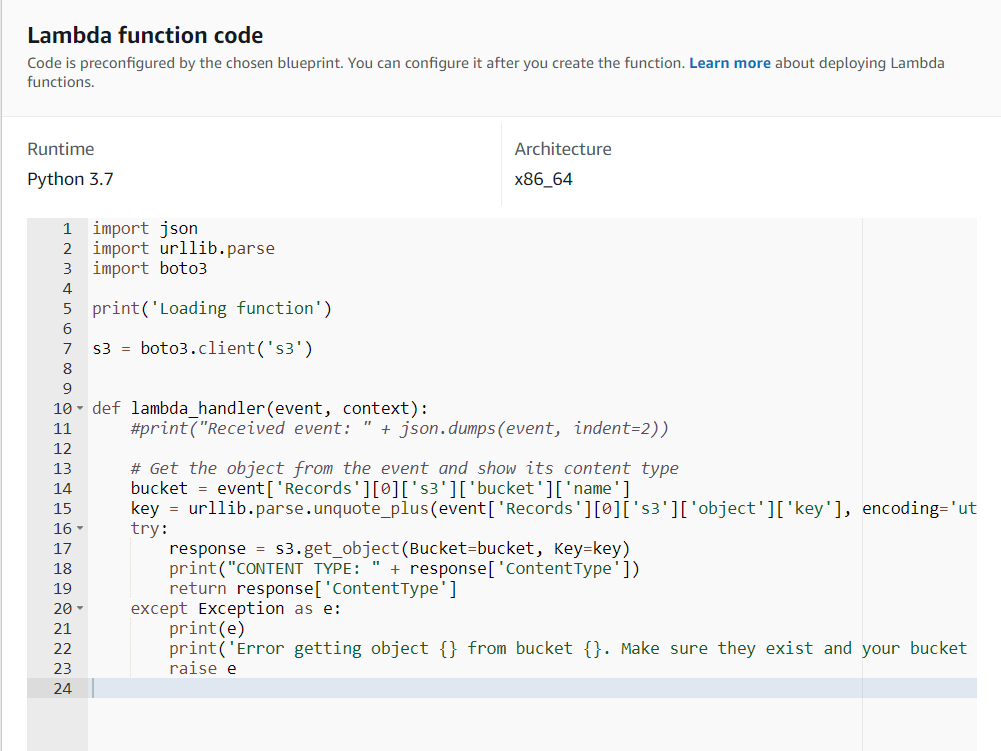 Lambda function code
Code is preconfigured by the chosen blueprint. You can configure it after you create the function. Learn more about deploying Lambda
functions.
Runtime
Python 3.7
Architecture
x86_64
1 import json
2 import urllib.parse
3 import boto3
4
5 print('Loading function')
6
7 s3 = boto3.client('s3')
8
9
10 def lambda_handler(event, context):
11     #print("Received event: " + json.dumps(event, indent=2))
12
13     # Get the object from the event and show its content type
14     bucket = event['Records'][0]['s3']['bucket']['name']
15     key = urllib.parse.unquote_plus(event['Records'][0]['s3']['object']['key'], encoding='ut
16     try:
17         response = s3.get_object(Bucket=bucket, Key=key)
18         print("CONTENT TYPE: " + response['ContentType'])
19         return response['ContentType']
20     except Exception as e:
21         print(e)
22         print('Error getting object {} from bucket {}. Make sure they exist and your bucket
23         raise e
24